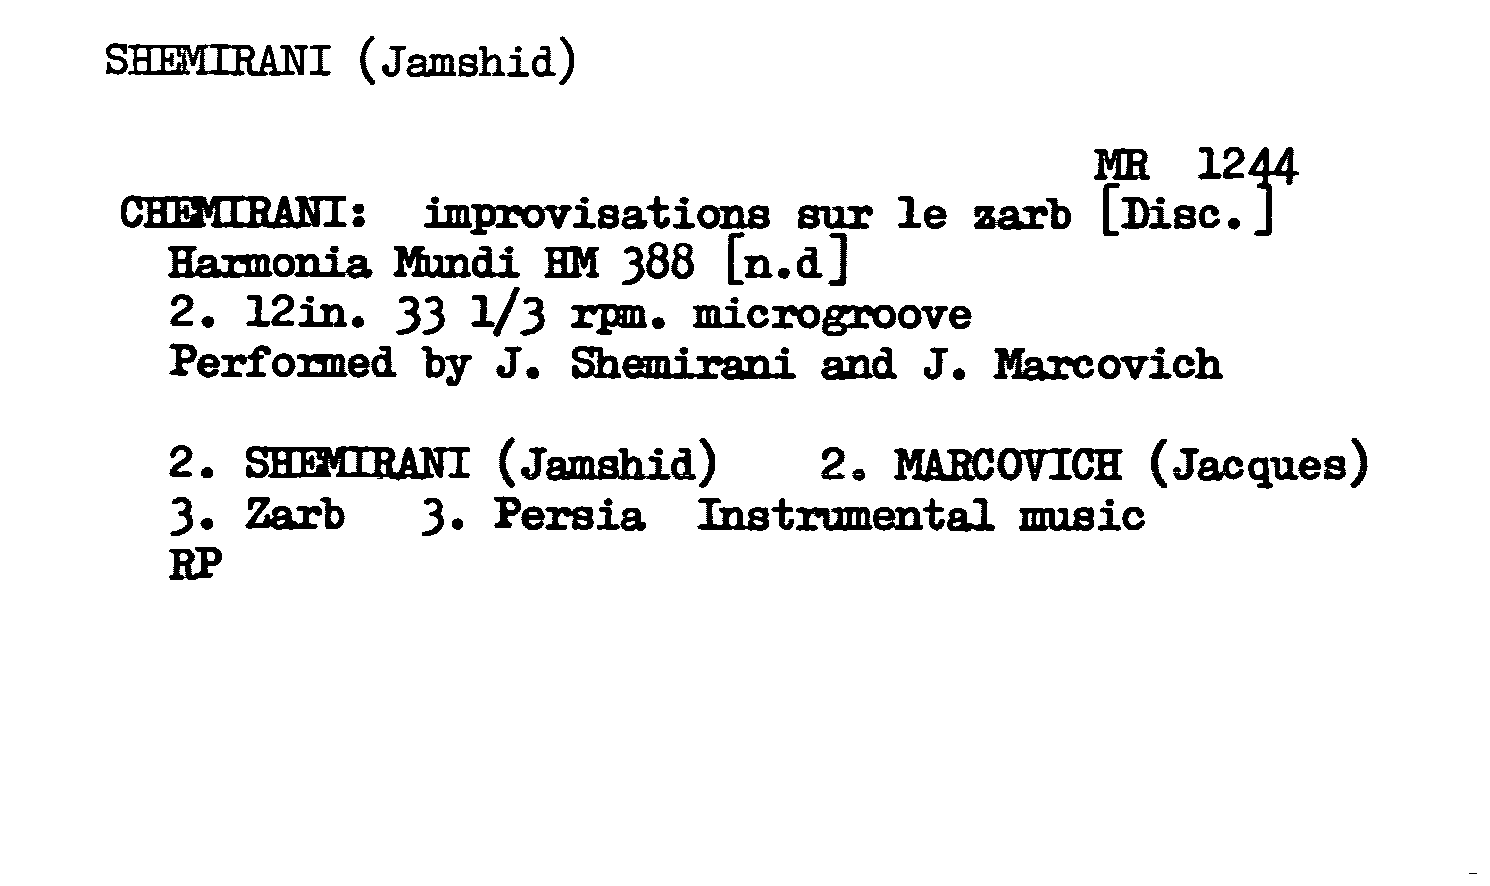 SHEMIRANI (Jamshid)
MR 1244
CHEMIRANI: improvisations sur le zarb [Disc.]
Harmonia Mundi HM 388 [n.d]
2. 12in. 33 1/3 rpm. microgroove
Performed by J. Shemirani and J. Marcovich
2. SHEMIRANI (Jamshid) 2. MARCOVICH (Jacques)
3. Zarb 3. Persia Instrumental music
RP